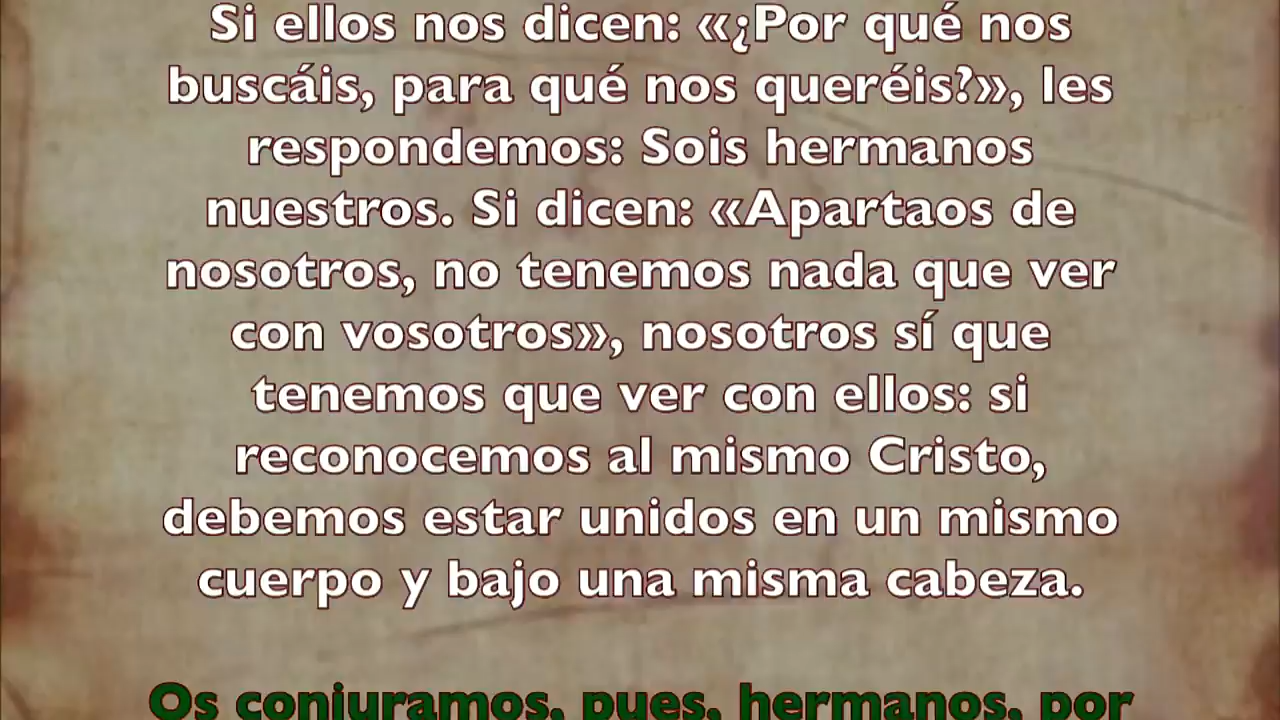 Si ellos nos dicen: «¿Por qué nos
buscáis, para qué nos queréis?», les
respondemos: Sois hermanos
nuestros. Si dicen: «Apartaos de
nosotros, no tenemos nada que ver
con vosotros», nosotros sí que
tenemos que ver con ellos: si
reconocemos al mismo Cristo,
debemos estar unidos en un mismo
cuerpo y bajo una misma cabeza.
Os conjuramos, pues, hermanos, por